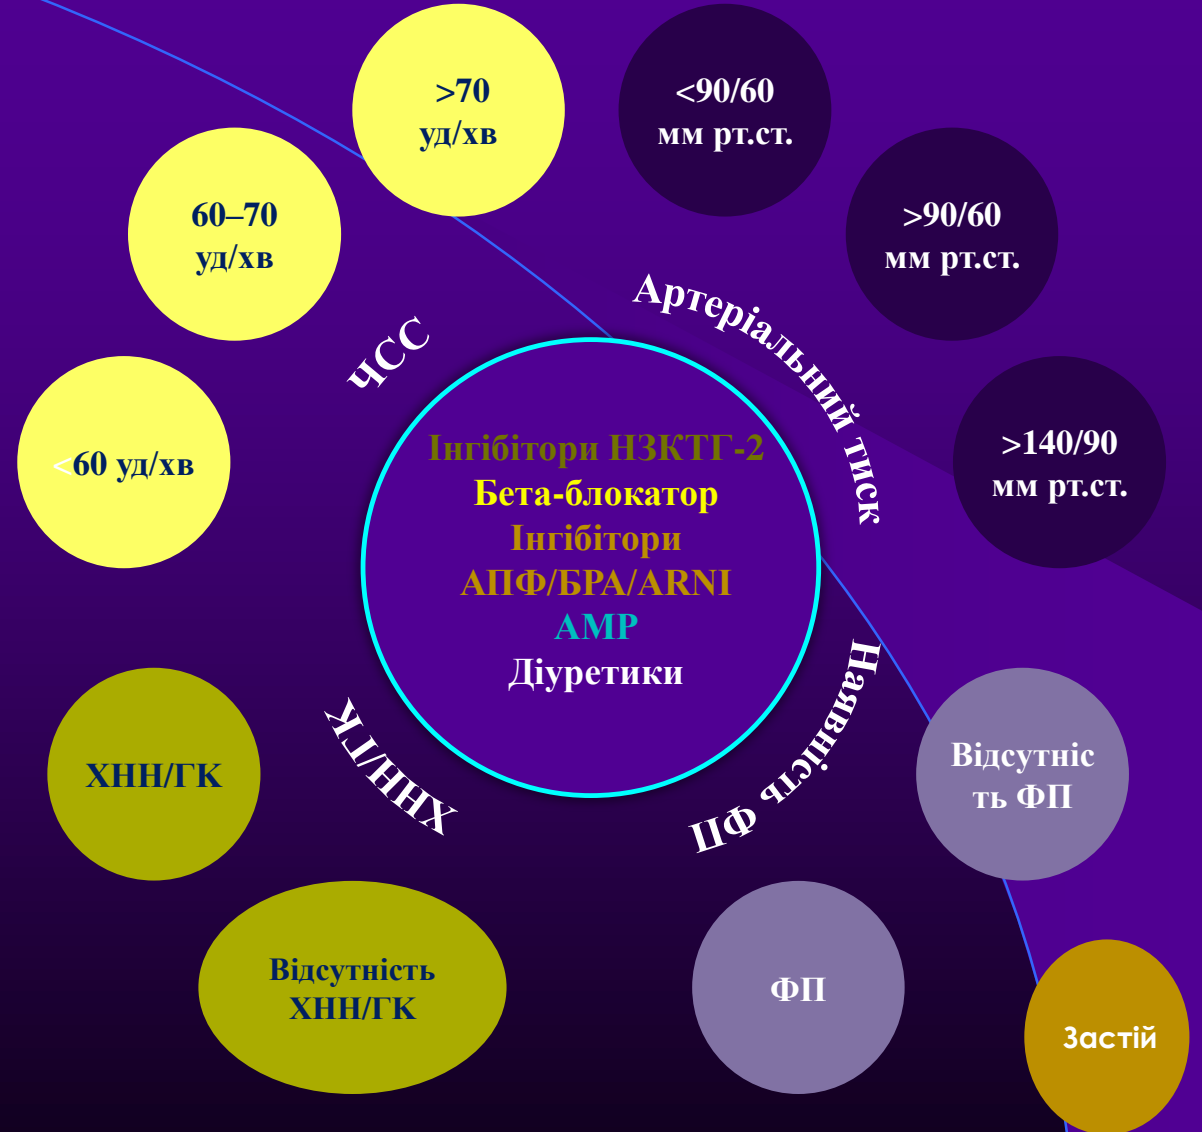 >70
уд/хв
<90/60
мм рт.ст.
60–70
уд/хв
>90/60
мм рт.ст.
ЧСС
Артеріальний тиск
<60 уд/хв
>140/90
мм рт.ст.
Інгібітори НЗКТГ-2
Бета-блокатор
Інгібітори
АПФ/БРА/ARNI
АМР
Діуретики
ХНН/ГК
ХНН/ГК
Наявність ФП
Відсутніс
ть ФП
Відсутність
ХНН/ГК
ФП
Застій